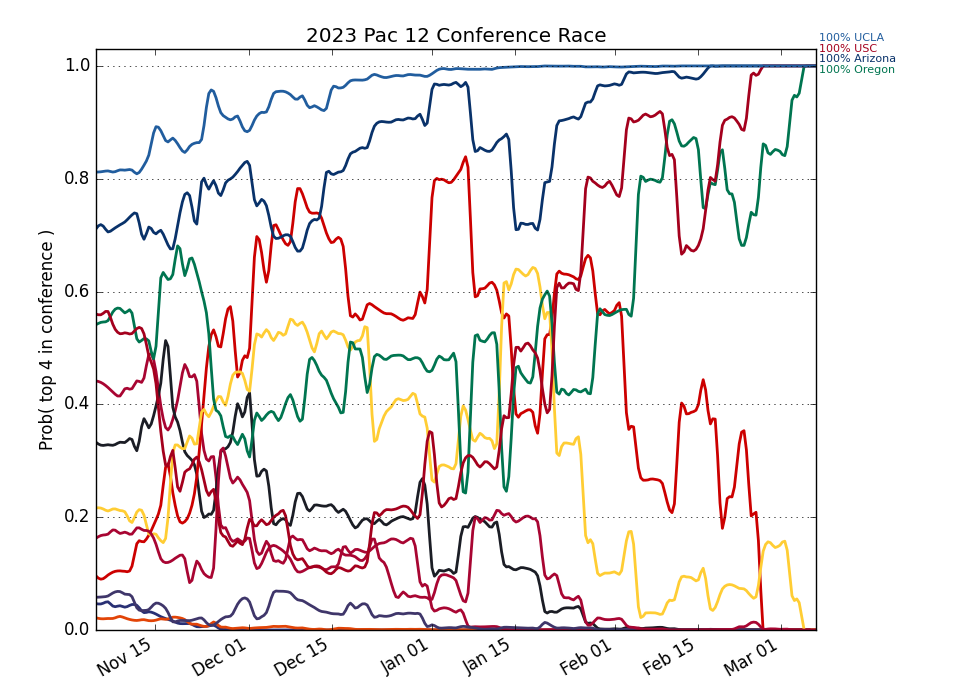 2023 Pac 12 Conference Race
100% UCLA
100% USC
100% Arizona
100% Oregon
Prob( top 4 in conference )
1.0
0.8
0.6
0.4
0.2
0.0
Nov 15
Dec 01
Dec 15
Jan 01
Jan 15
Feb 01
Feb 15
Mar 01